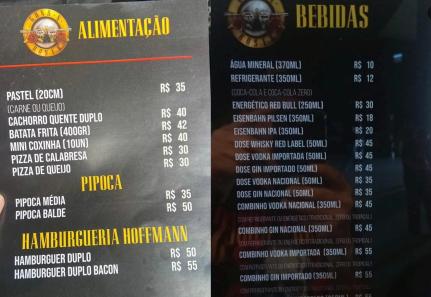 ALIMENTAÇÃO
PASTEL (20CM) R$ 35
(CARNE OU QUEIJO)
CACHORRO QUENTE DUPLO R$ 40
BATATA FRITA (400GR) R$ 42
MINI COXINHA (10UN) R$ 40
PIZZA DE CALABRESA R$ 30
PIZZA DE QUEIJO R$ 30
PIPOCA
PIPOCA MÉDIA R$ 35
PIPOCA BALDE R$ 50
HAMBURGUERIA HOFFMANN
HAMBURGUER DUPLO R$ 50
HAMBURGUER DUPLO BACON R$ 55
BEBIDAS
ÁGUA MINERAL (370ML) R$ 10
REFRIGERANTE (350ML) R$ 12
(COCA-COLA E COCA-COLA ZERO)
ENERGÉTICO RED BULL (250ML) R$ 30
EISENBAHN PILSEN (350ML) R$ 18
EISENBAHN IPA (350ML) R$ 20
DOSE WHISKY RED LABEL (50ML) R$ 45
DOSE VODKA IMPORTADA (50ML) R$ 45
DOSE GIN IMPORTADO (50ML) R$ 45
DOSE VODKA NACIONAL (50ML) R$ 35
DOSE GIN NACIONAL (50ML) R$ 35
COMBINHO VODKA NACIONAL (350ML) R$ 45
COMBINHO GIN NACIONAL (350ML) R$ 45
COMBINHO VODKA IMPORTADA (350ML) R$ 55
COMBINHO GIN IMPORTADO (350ML) R$ 55